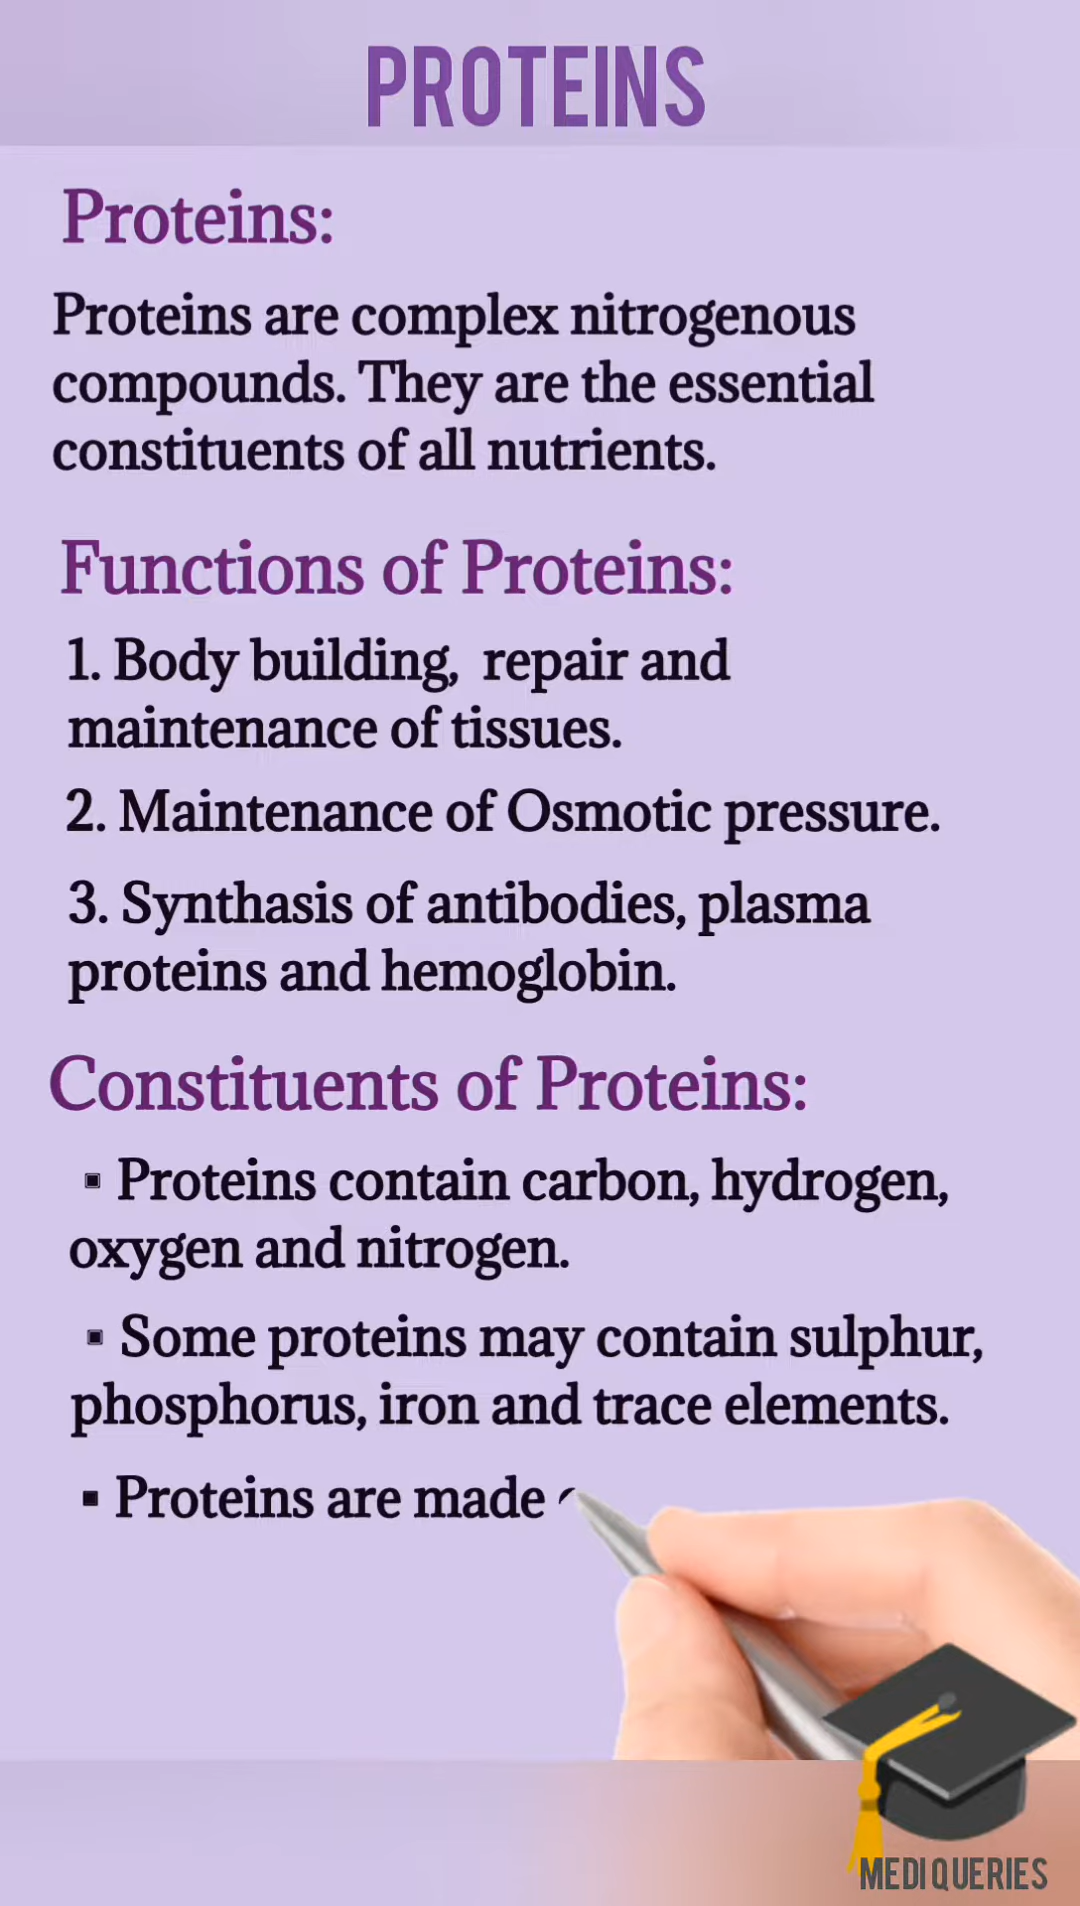 PROTEINS
Proteins:
Proteins are complex nitrogenous
compounds. They are the essential
constituents of all nutrients.
Functions of Proteins:
1. Body building,  repair and
maintenance of tissues.
2. Maintenance of Osmotic pressure.
3. Synthasis of antibodies, plasma
proteins and hemoglobin.
Constituents of Proteins:
▪ Proteins contain carbon, hydrogen,
oxygen and nitrogen.
▪ Some proteins may contain sulphur,
phosphorus, iron and trace elements.
▪ Proteins are made
MEDI QUERIES